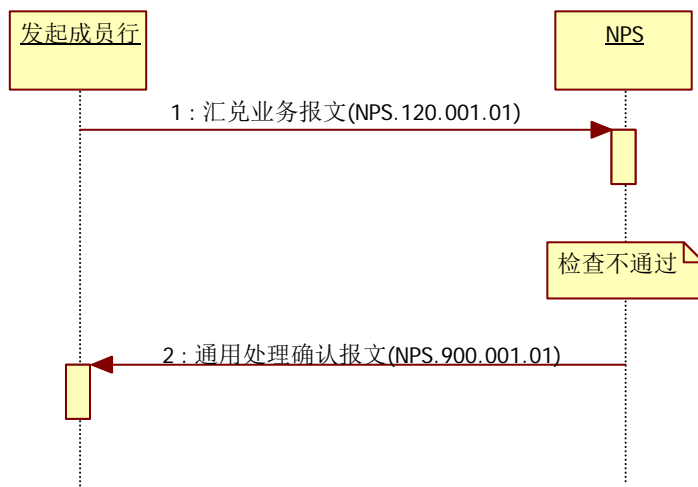 发起成员行
NPS
1 : 汇兑业务报文(NPS.120.001.01)
检查不通过
2 : 通用处理确认报文(NPS.900.001.01)